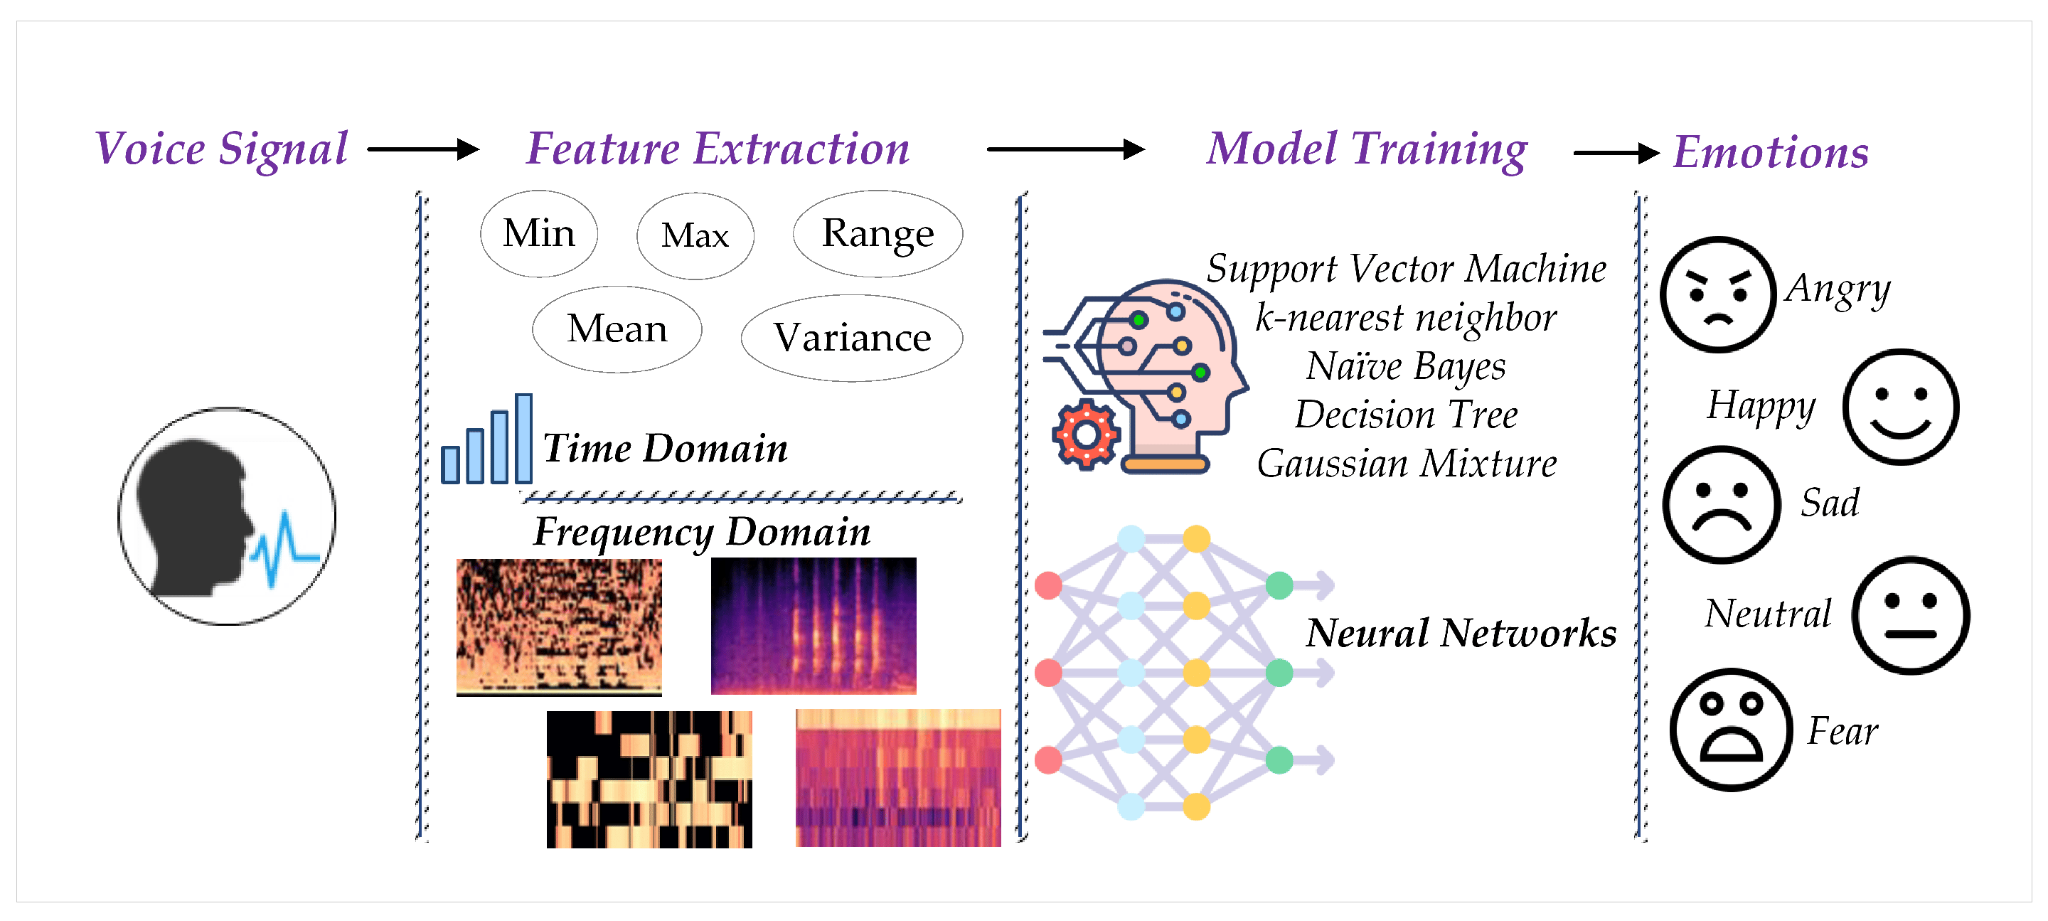 Voice Signal
Feature Extraction
Model Training
Emotions
Min
Max
Range
Mean
Variance
Time Domain
Frequency Domain
Support Vector Machine
k-nearest neighbor
Naïve Bayes
Decision Tree
Gaussian Mixture
Neural Networks
Angry
Happy
Sad
Neutral
Fear